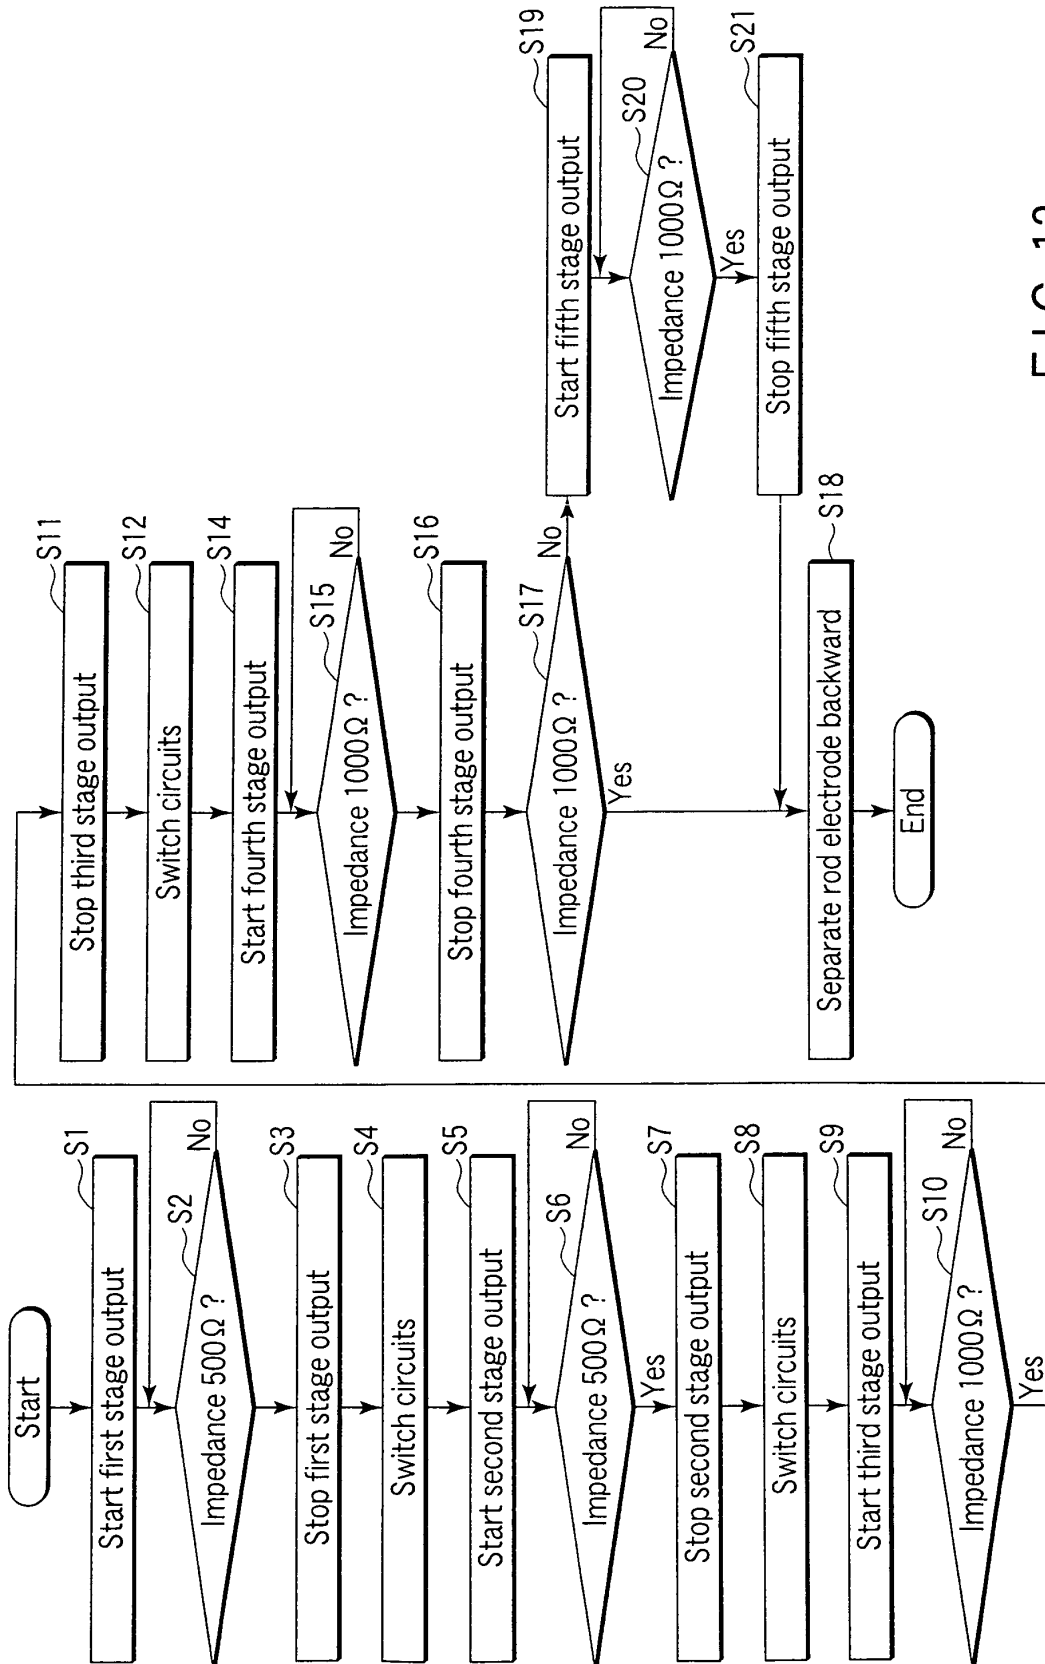 Start
Start first stage output
S1
Impedance 500Ω ?
S2
No
Stop first stage output
S3
Switch circuits
S4
Start second stage output
S5
Impedance 500Ω ?
S6
No
Yes
Stop second stage output
S7
Switch circuits
S8
Start third stage output
S9
Impedance 1000Ω ?
S10
No
Yes
Stop third stage output
S11
Switch circuits
S12
Start fourth stage output
S14
Impedance 1000Ω ?
S15
No
Stop fourth stage output
S16
Impedance 1000Ω ?
S17
No
Yes
Separate rod electrode backward
S18
End
Start fifth stage output
S19
Impedance 1000Ω ?
S20
No
Yes
Stop fifth stage output
S21